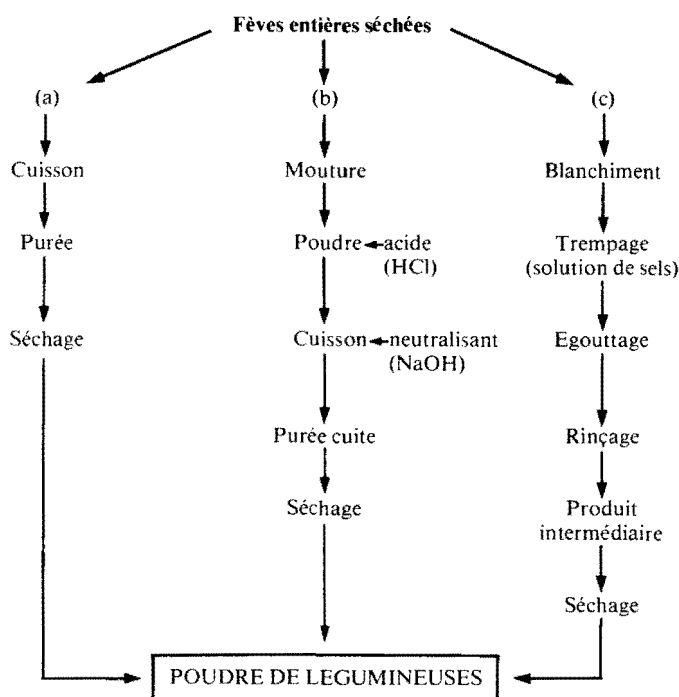 Fèves entières séchées
(a)
(b)
(c)
Cuisson
Mouture
Blanchiment
Purée
Poudre
acide
(HCl)
Trempage
(solution de sels)
Séchage
Cuisson
neutralisant
(NaOH)
Egouttage
Purée cuite
Rinçage
Séchage
Produit
intermédiaire
Séchage
POUDRE DE LEGUMINEUSES